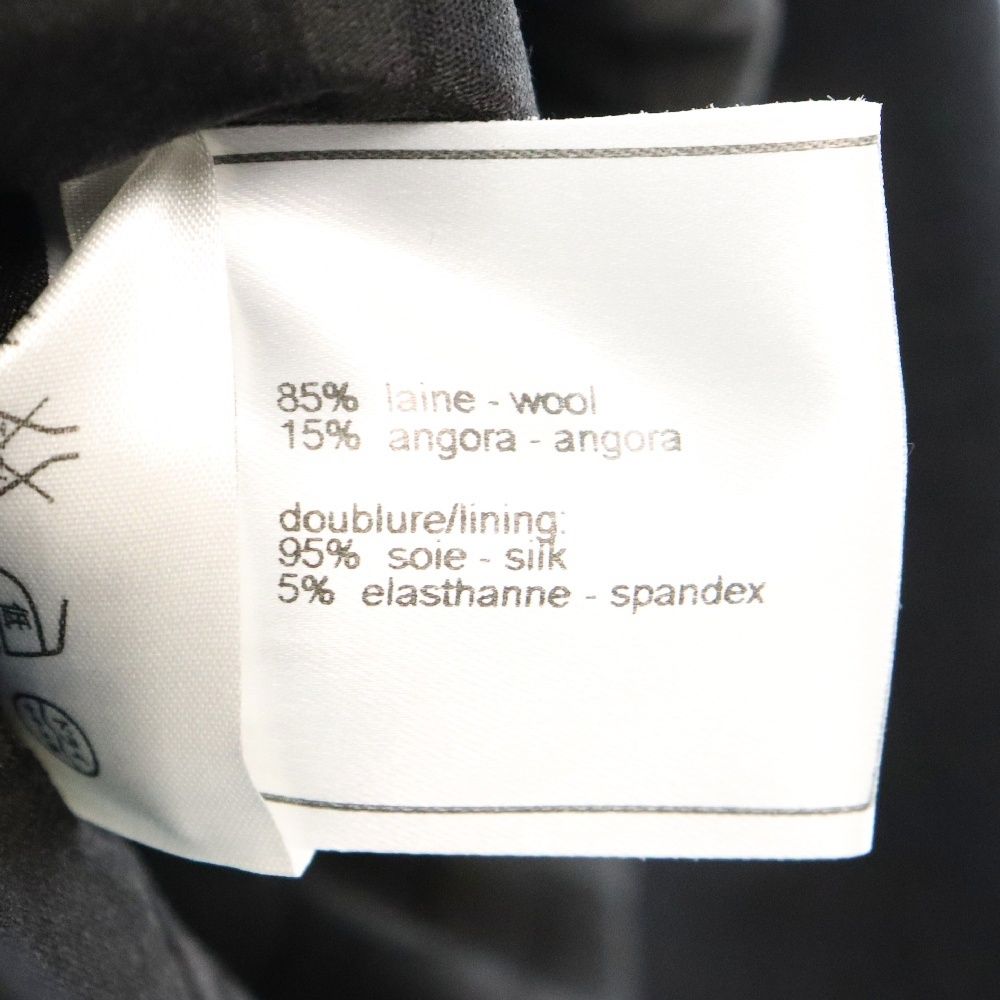 85% laine - wool
15% angora - angora
doublure/lining:
95% soie - silk
5% elasthanne - spandex